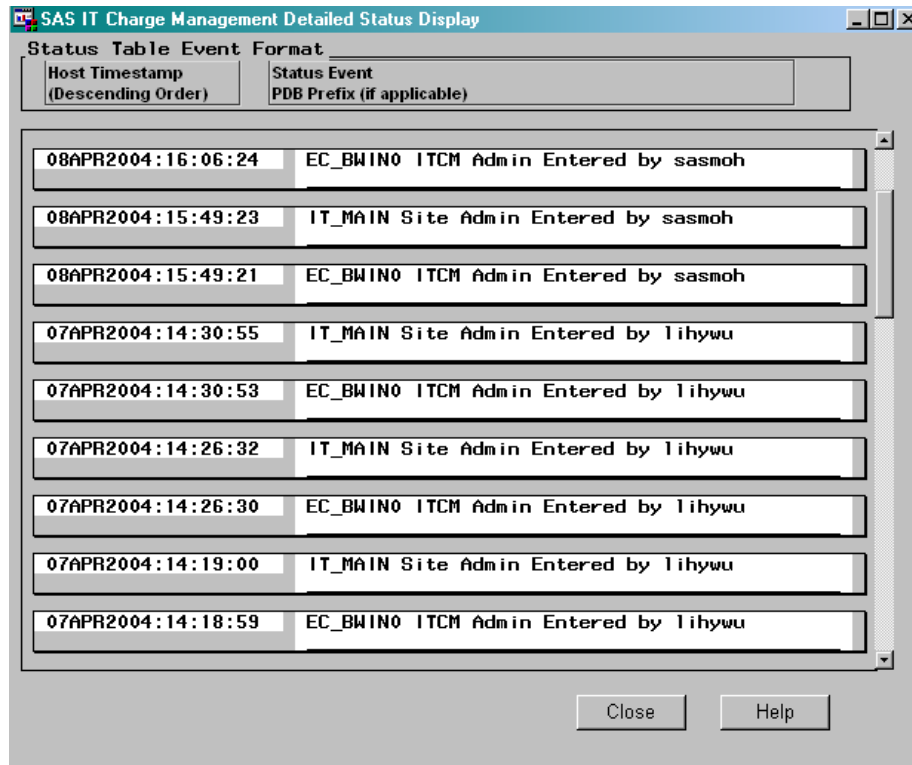 SAS IT Charge Management Detailed Status Display
Status Table Event Format
Host Timestamp
(Descending Order)
Status Event
PDB Prefix (if applicable)
08APR2004:16:06:24 EC_BWIN0 ITCM Admin Entered by sasmoh
08APR2004:15:49:23 IT_MAIN Site Admin Entered by sasmoh
08APR2004:15:49:21 EC_BWIN0 ITCM Admin Entered by sasmoh
07APR2004:14:30:55 IT_MAIN Site Admin Entered by lihywu
07APR2004:14:30:53 EC_BWIN0 ITCM Admin Entered by lihywu
07APR2004:14:26:32 IT_MAIN Site Admin Entered by lihywu
07APR2004:14:26:30 EC_BWIN0 ITCM Admin Entered by lihywu
07APR2004:14:19:00 IT_MAIN Site Admin Entered by lihywu
07APR2004:14:18:59 EC_BWIN0 ITCM Admin Entered by lihywu
Close Help